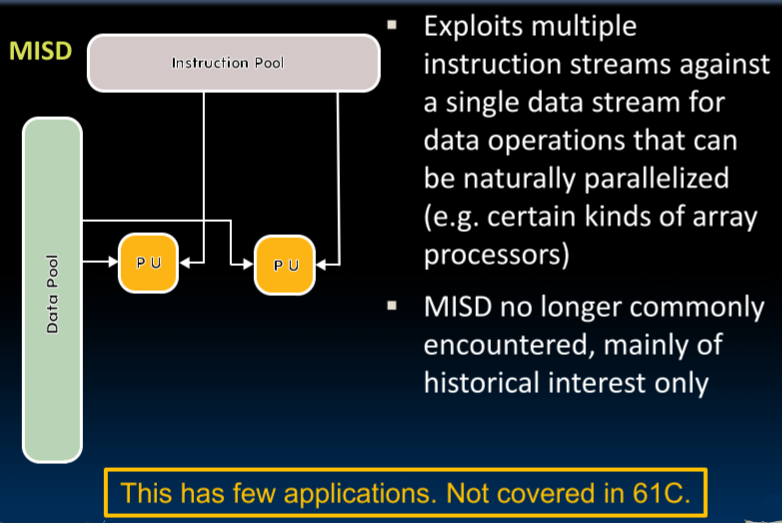 MISD
Instruction Pool
Data Pool
P U
P U
▪ Exploits multiple
instruction streams against
a single data stream for
data operations that can
be naturally parallelized
(e.g. certain kinds of array
processors)
▪ MISD no longer commonly
encountered, mainly of
historical interest only
This has few applications. Not covered in 61C.